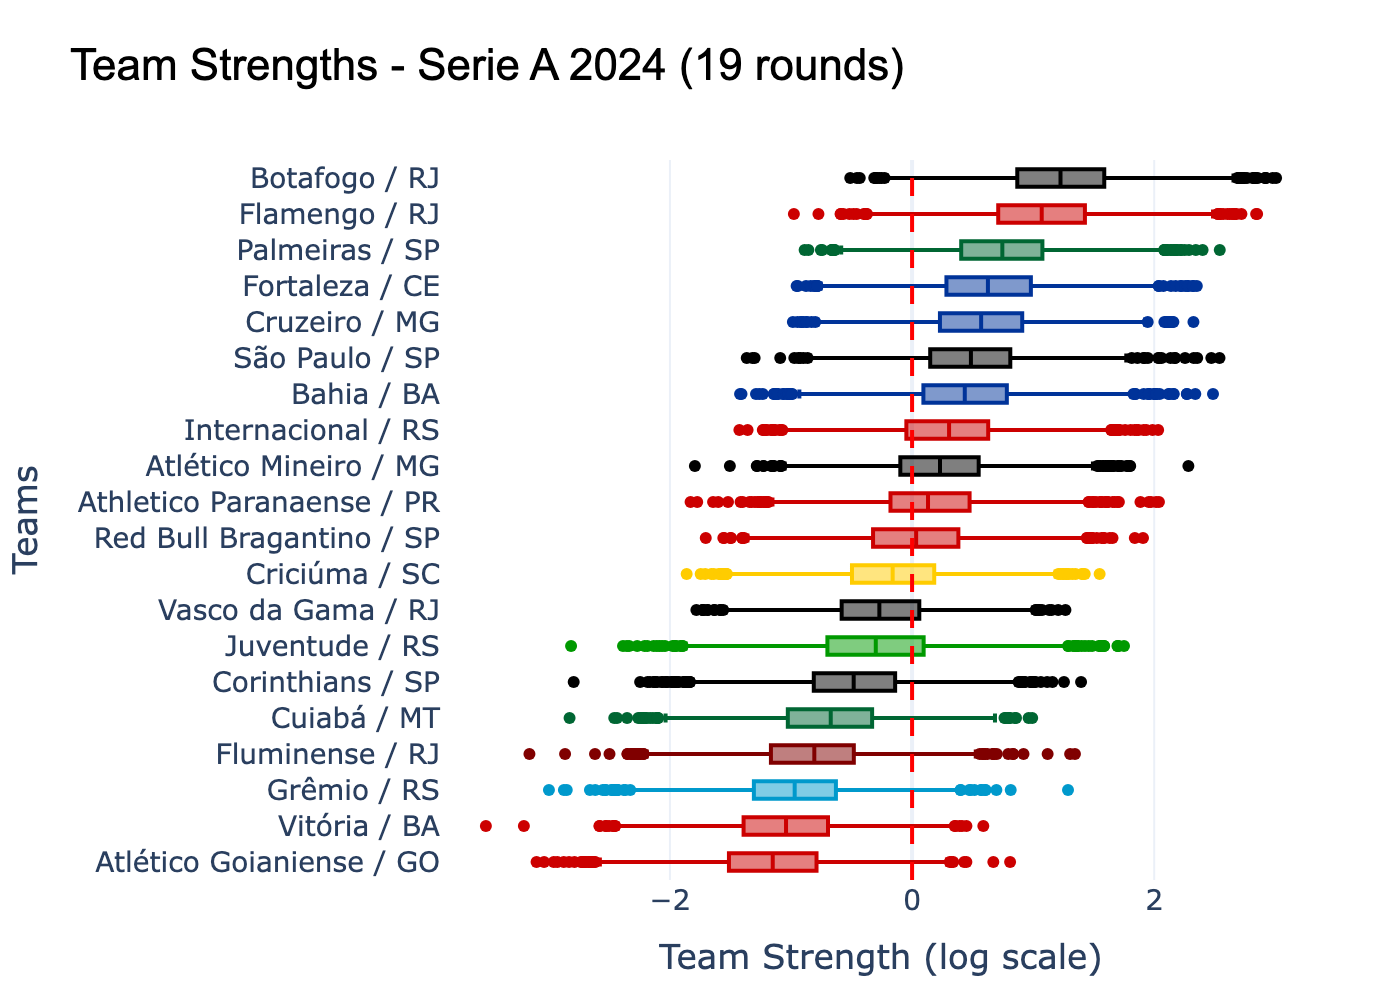 Team Strengths - Serie A 2024 (19 rounds)
Botafogo / RJ
Flamengo / RJ
Palmeiras / SP
Fortaleza / CE
Cruzeiro / MG
São Paulo / SP
Bahia / BA
Internacional / RS
Atlético Mineiro / MG
Athletico Paranaense / PR
Red Bull Bragantino / SP
Criciúma / SC
Vasco da Gama / RJ
Juventude / RS
Corinthians / SP
Cuiabá / MT
Fluminense / RJ
Grêmio / RS
Vitória / BA
Atlético Goianiense / GO
Teams
−2 0 2
Team Strength (log scale)